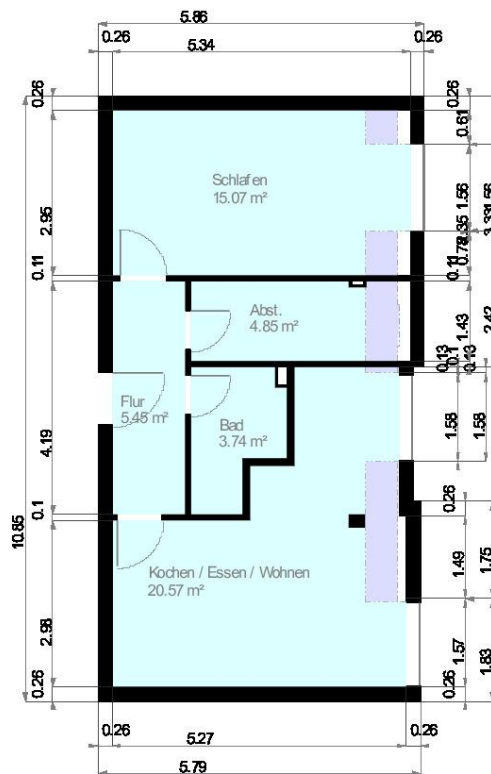 5.86
0.26 5.34 0.26
0.26
0.26
0.61
Schlafen
15.07 m²
2.95
1.56
0.11
0.11
Abst.
4.85 m²
1.43
2.42
0.13
0.1
0.13
Flur
5.45 m²
Bad
3.74 m²
1.58
1.58
4.19
10.85
0.1
0.26
Kochen / Essen / Wohnen
20.57 m²
1.49
1.75
2.98
1.57
1.83
0.26
0.26
0.26 5.27 0.26
5.79